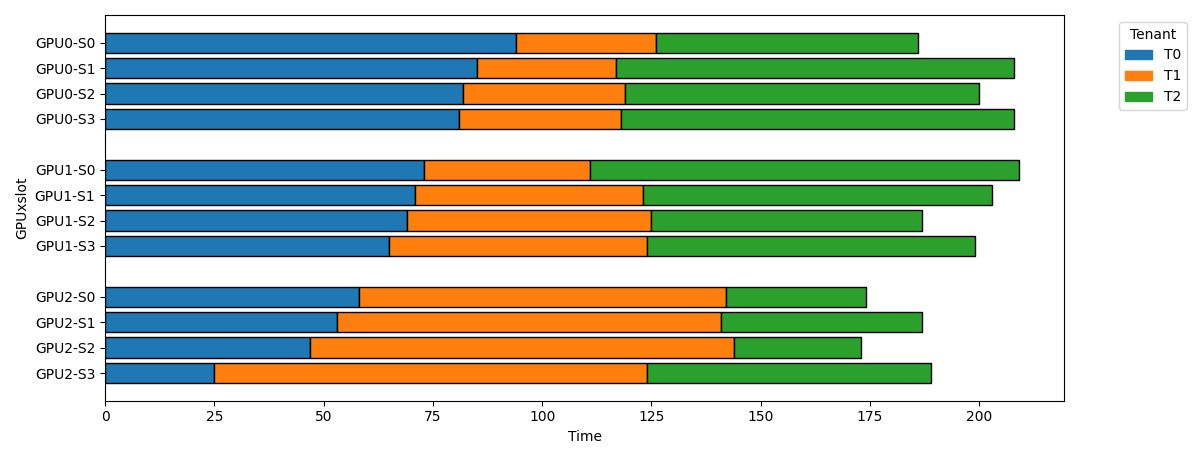 GPU0-S0
GPU0-S1
GPU0-S2
GPU0-S3
GPU1-S0
GPU1-S1
GPU1-S2
GPU1-S3
GPU2-S0
GPU2-S1
GPU2-S2
GPU2-S3
GPUxslot
0 25 50 75 100 125 150 175 200
Time
Tenant
T0
T1
T2